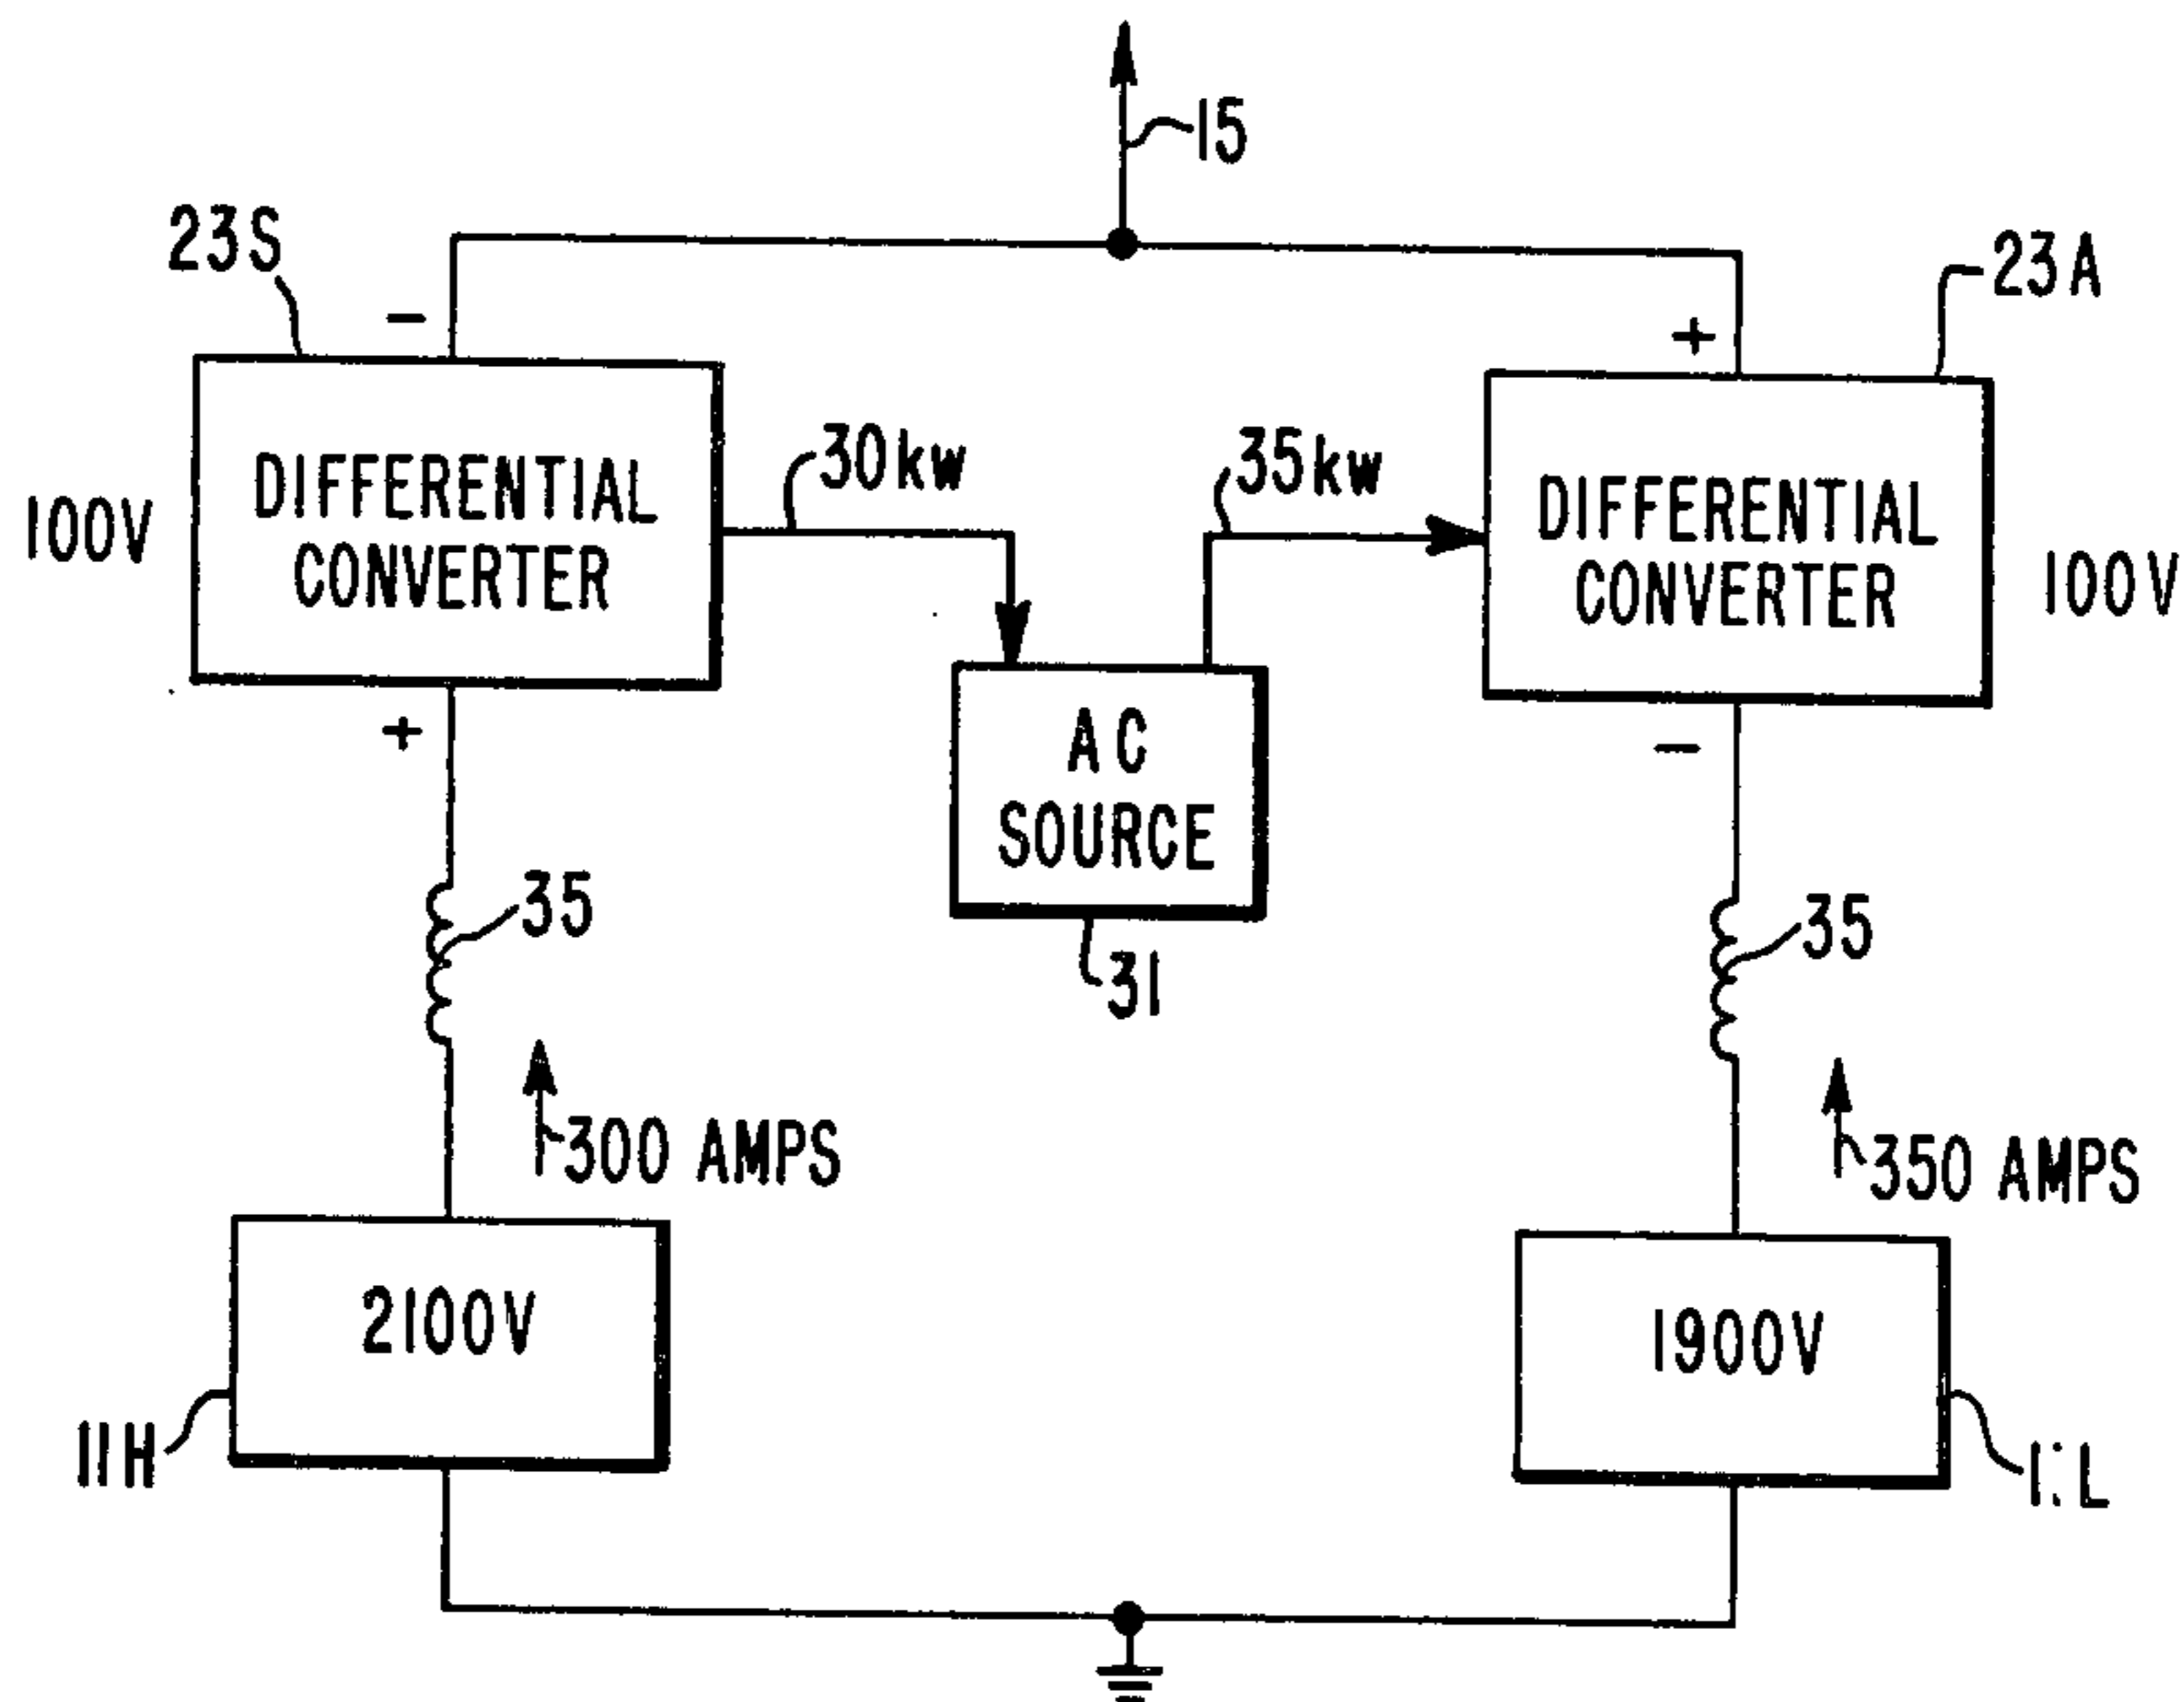 15
23S
23A
−
+
30kw
35kw
100V
DIFFERENTIAL
CONVERTER
DIFFERENTIAL
CONVERTER
100V
+
−
AC
SOURCE
35
35
31
300 AMPS
350 AMPS
2100V
1900V
11H
11L